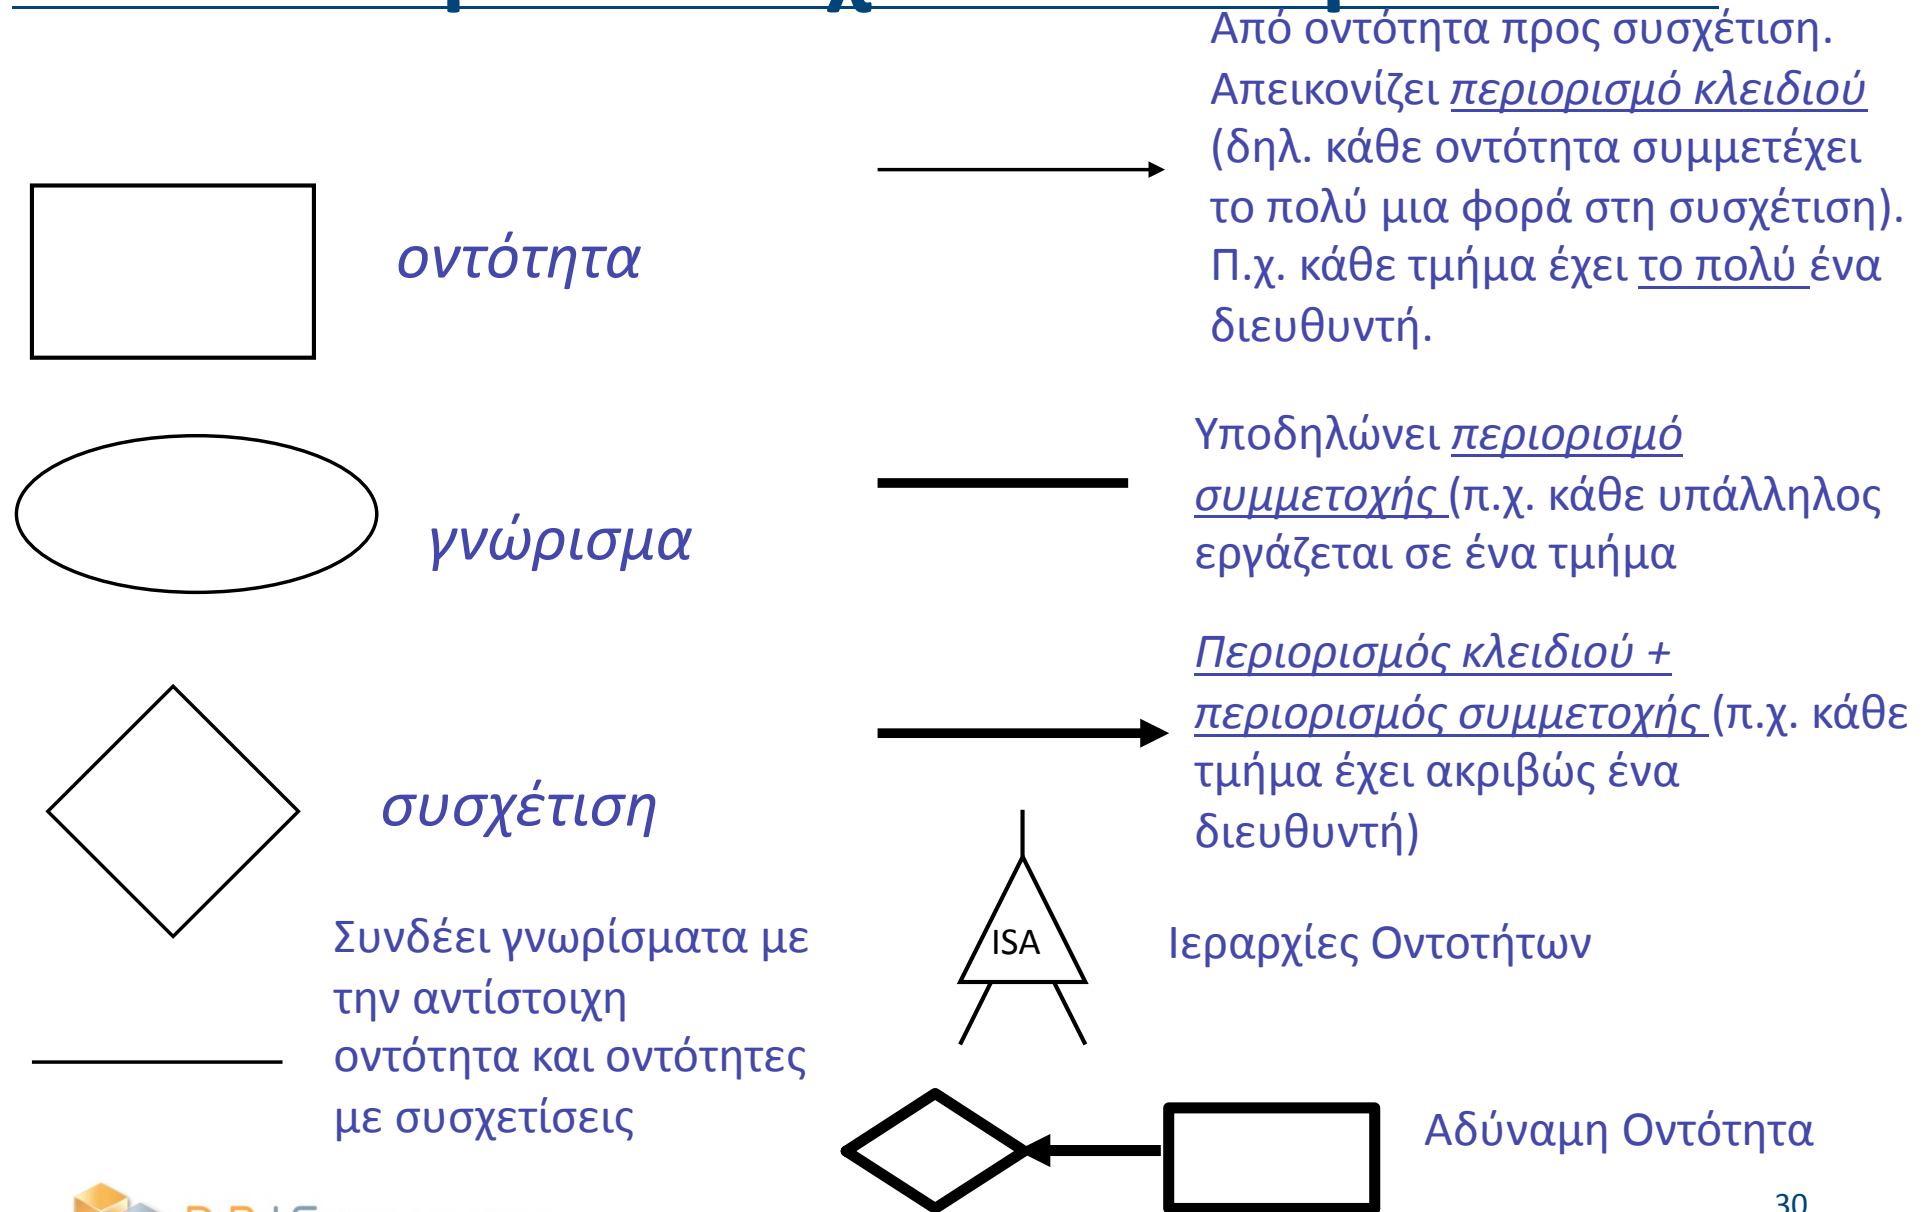 οντότητα
γνώρισμα
συσχέτιση
Συνδέει γνωρίσματα με
την αντίστοιχη
οντότητα και οντότητες
με συσχετίσεις
Από οντότητα προς συσχέτιση.
Απεικονίζει περιορισμό κλειδιού
(δηλ. κάθε οντότητα συμμετέχει
το πολύ μια φορά στη συσχέτιση).
Π.χ. κάθε τμήμα έχει το πολύ ένα
διευθυντή.
Υποδηλώνει περιορισμό
συμμετοχής (π.χ. κάθε υπάλληλος
εργάζεται σε ένα τμήμα
Περιορισμός κλειδιού +
περιορισμός συμμετοχής (π.χ. κάθε
τμήμα έχει ακριβώς ένα
διευθυντή)
ISA
Ιεραρχίες Οντοτήτων
Αδύναμη Οντότητα
30